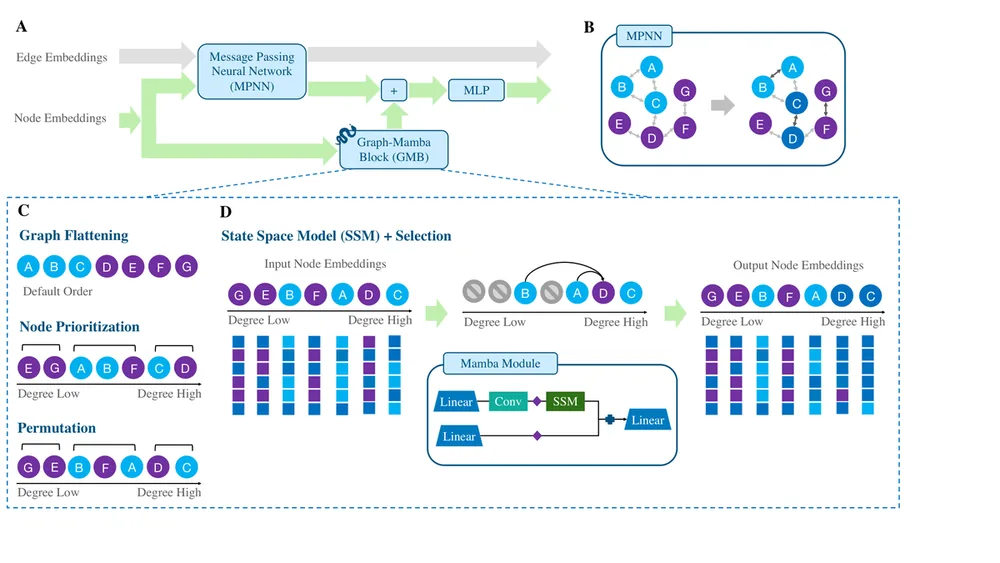 A
Edge Embeddings
Node Embeddings
Message Passing
Neural Network
(MPNN)
+
MLP
Graph-Mamba
Block (GMB)
B
MPNN
A
B
C
G
E
D
F
A
B
C
G
E
D
F
C
Graph Flattening
A B C D E F G
Default Order
Node Prioritization
E G A B F C D
Degree Low Degree High
Permutation
G E B F A D C
Degree Low Degree High
D
State Space Model (SSM) + Selection
Input Node Embeddings
G E B F A D C
Degree Low Degree High
B A D C
Degree Low Degree High
Output Node Embeddings
G E B F A D C
Degree Low Degree High
Mamba Module
Linear Conv SSM
Linear
Linear